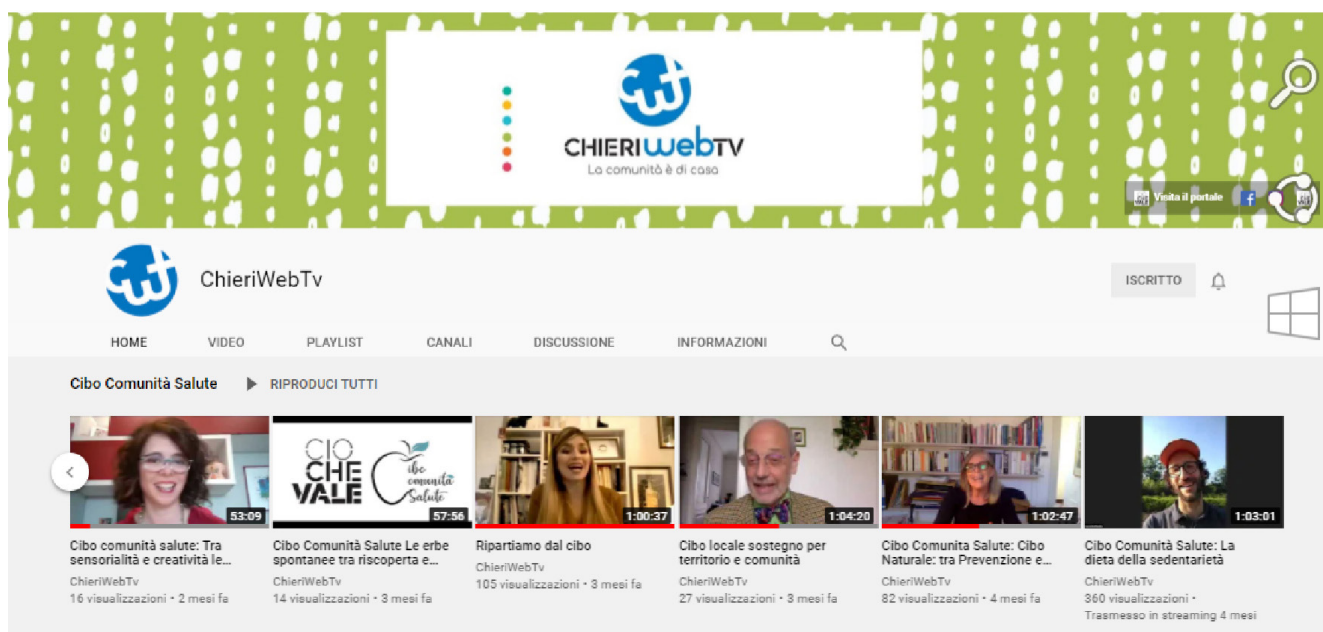 CHIERIWebTV
La comunità è di casa
Visita il portale
ChieriWebTv
ISCRITTO
HOME VIDEO PLAYLIST CANALI DISCUSSIONE INFORMAZIONI
Cibo Comunità Salute RIPRODUCI TUTTI
53:09
CIO CHE VALE
Cibo comunità Salute
57:56
1:00:37
1:04:20
1:02:47
1:03:01
Cibo comunità salute: Tra
sensorialità e creatività le...
ChieriWebTv
16 visualizzazioni • 2 mesi fa
Cibo Comunità Salute Le erbe
spontanee tra riscoperta e...
ChieriWebTv
14 visualizzazioni • 3 mesi fa
Ripartiamo dal cibo
ChieriWebTv
105 visualizzazioni • 3 mesi fa
Cibo locale sostegno per
territorio e comunità
ChieriWebTv
27 visualizzazioni • 3 mesi fa
Cibo Comunita Salute: Cibo
Naturale: tra Prevenzione e...
ChieriWebTv
82 visualizzazioni • 4 mesi fa
Cibo Comunità Salute: La
dieta della sedentarietà
ChieriWebTv
360 visualizzazioni •
Trasmesso in streaming 4 mesi